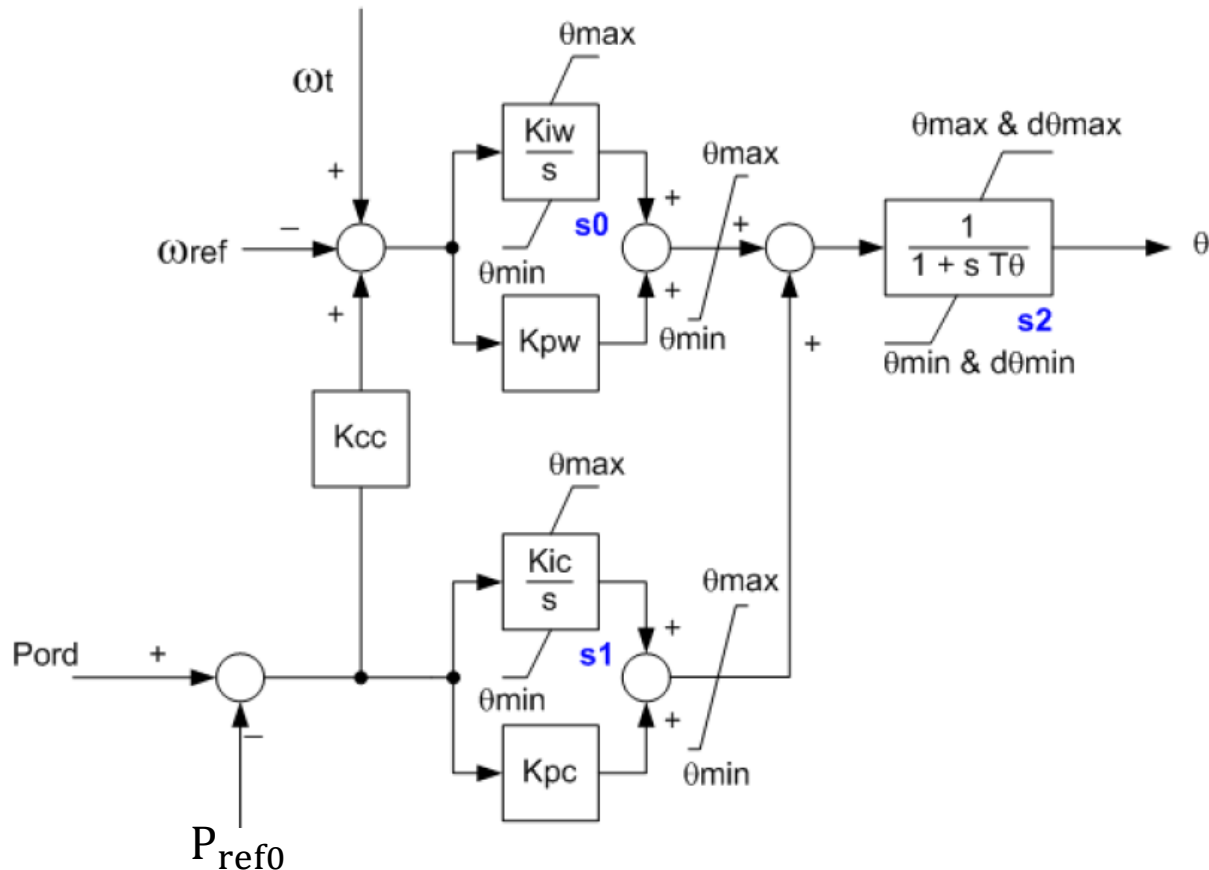 θmax
ωt
Kiw
s
θmax & dθmax
θmax
+
+
s0
+
1
1 + s Tθ
θ
ωref
−
θmin
+
+
Kpw
θmin
+
s2
θmin & dθmin
Kcc
θmax
Kic
s
θmax
Pord
+
+
s1
θmin
−
+
Kpc
θmin
Pref0